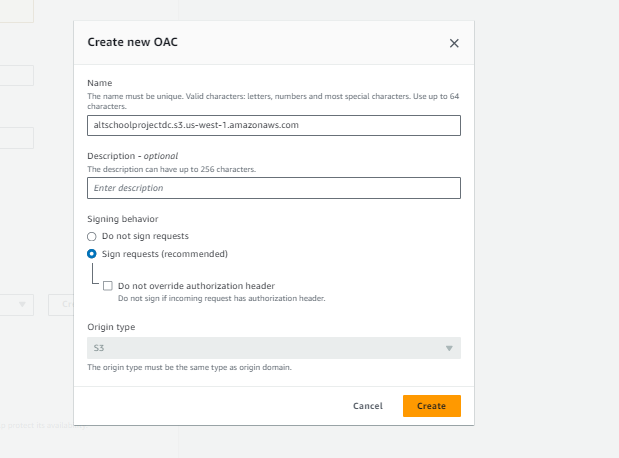 Create new OAC
Name
The name must be unique. Valid characters: letters, numbers and most special characters. Use up to 64
characters.
altschoolprojectdc.s3.us-west-1.amazonaws.com
Description - optional
The description can have up to 256 characters.
Enter description
Signing behavior
Do not sign requests
Sign requests (recommended)
Do not override authorization header
Do not sign if incoming request has authorization header.
Origin type
S3
The origin type must be the same type as origin domain.
Cancel
Create